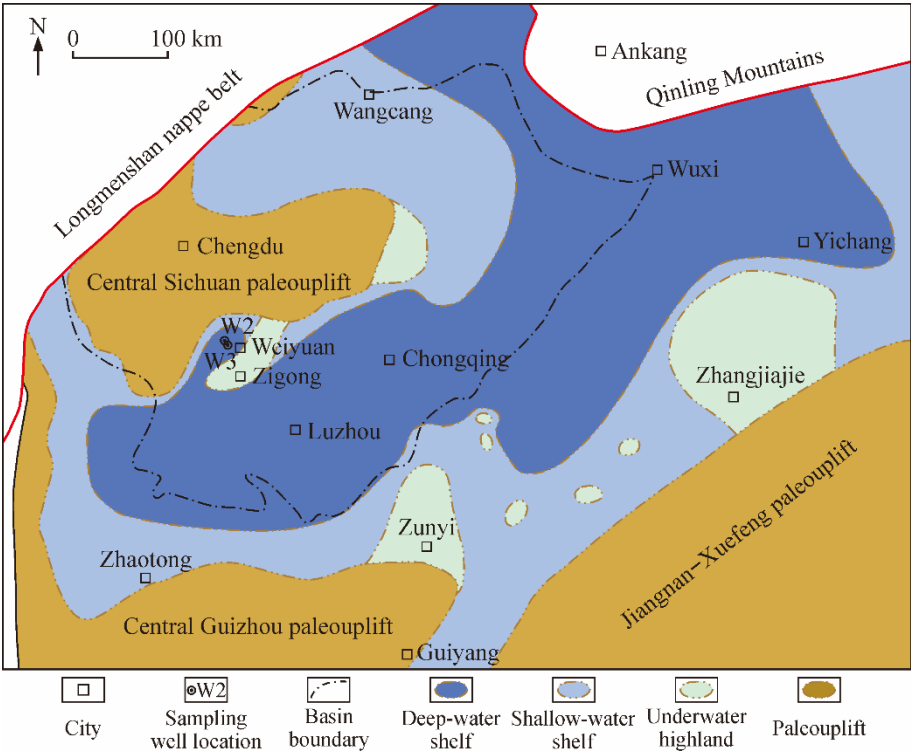 N
0 100 km
Ankang
Qinling Mountains
Longmenshan nappe belt
Wangcang
Wuxi
Yichang
Chengdu
Central Sichuan paleouplift
W2
W3
Weiyuan
Zigong
Chongqing
Zhangjiajie
Luzhou
Jiangnan-Xuefeng paleouplift
Zunyi
Zhaotong
Central Guizhou paleouplift
Guiyang
W2
City
Sampling
well location
Basin
boundary
Deep-water
shelf
Shallow-water
shelf
Underwater
highland
Palcouplift